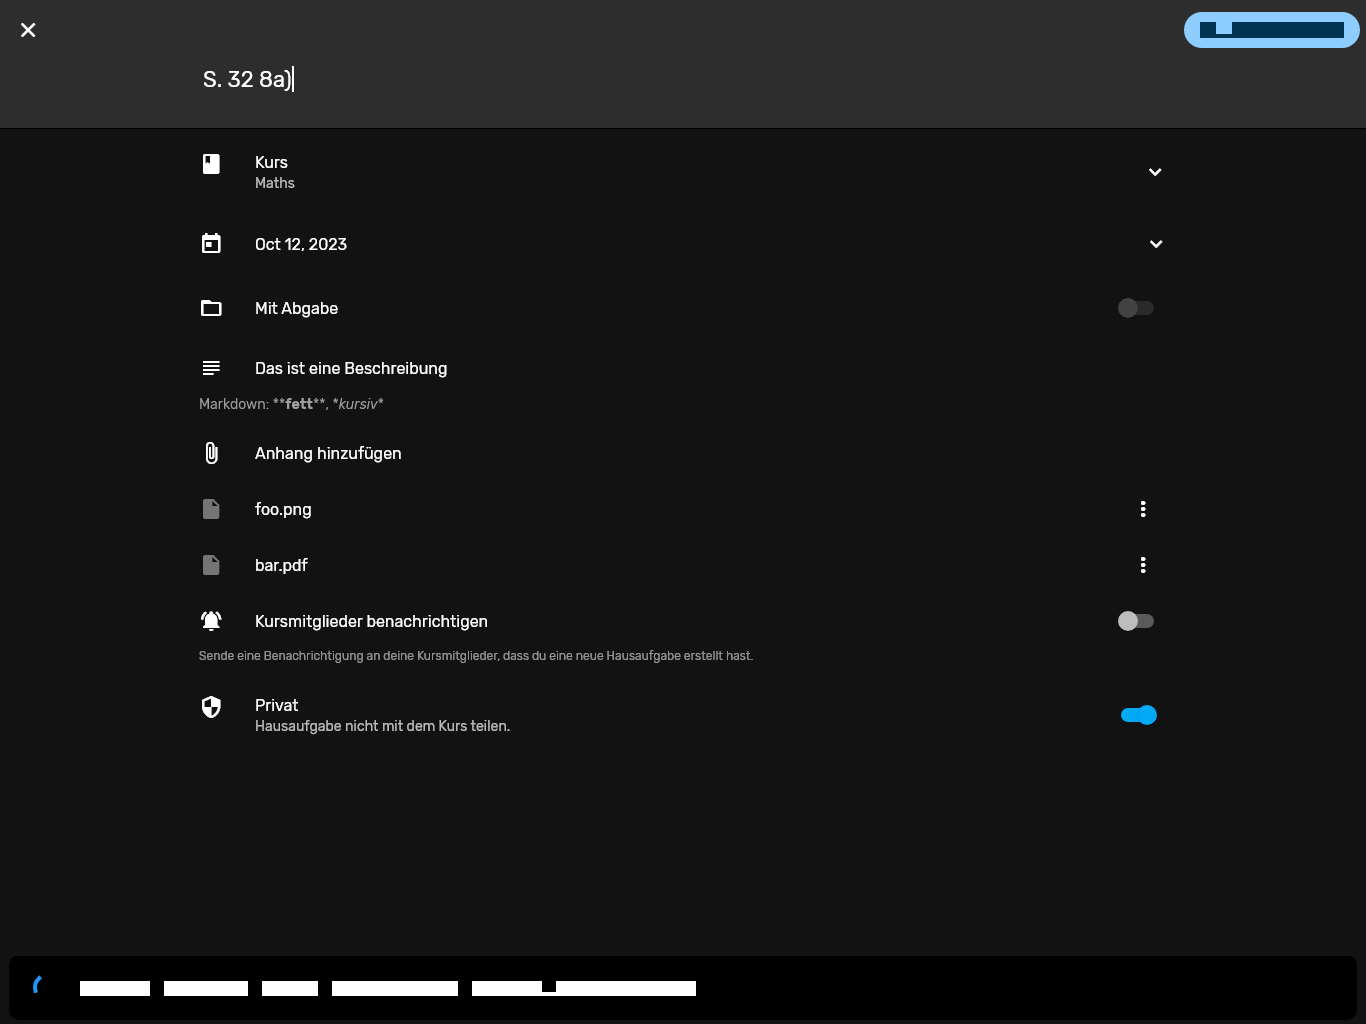 S. 32 8a)
Kurs
Maths
Oct 12, 2023
Mit Abgabe
Das ist eine Beschreibung
Markdown: **fett**, *kursiv*
Anhang hinzufügen
foo.png
bar.pdf
Kursmitglieder benachrichtigen
Sende eine Benachrichtigung an deine Kursmitglieder, dass du eine neue Hausaufgabe erstellt hast.
Privat
Hausaufgabe nicht mit dem Kurs teilen.